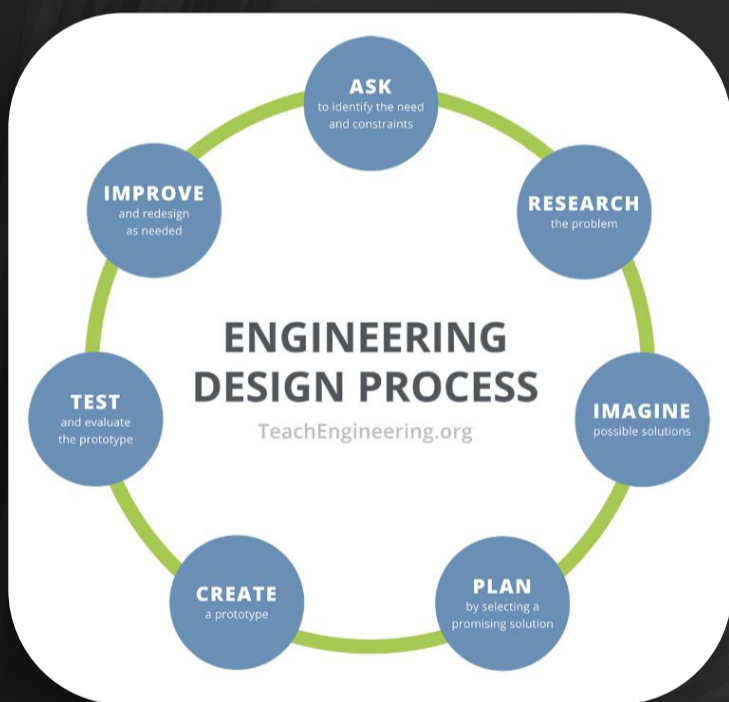 ASK
to identify the need
and constraints
RESEARCH
the problem
IMAGINE
possible solutions
PLAN
by selecting a
promising solution
CREATE
a prototype
TEST
and evaluate
the prototype
IMPROVE
and redesign
as needed
ENGINEERING
DESIGN PROCESS
TeachEngineering.org